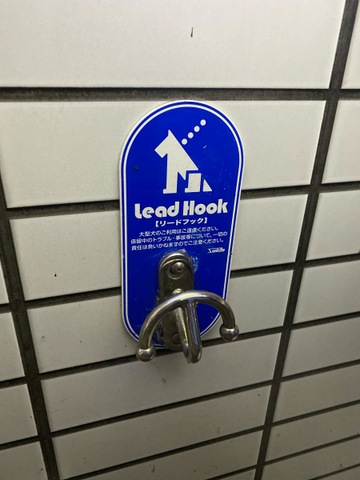 Lead Hook
【リードフック】
大型犬のご利用はご遠慮ください。
係留中のトラブル・事故等について、一切の
責任は負いかねますのでご注意ください。